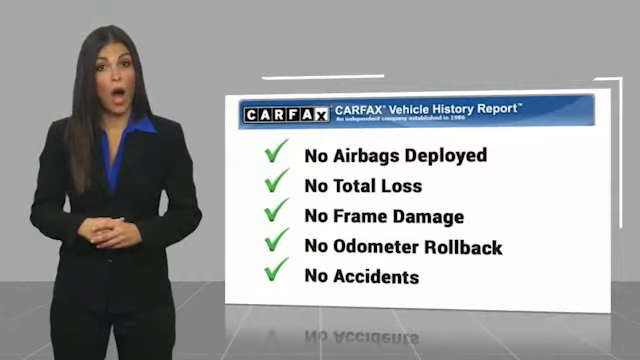 CARFAX CARFAX® Vehicle History Report™
An independent company established in 1986
No Airbags Deployed
No Total Loss
No Frame Damage
No Odometer Rollback
No Accidents